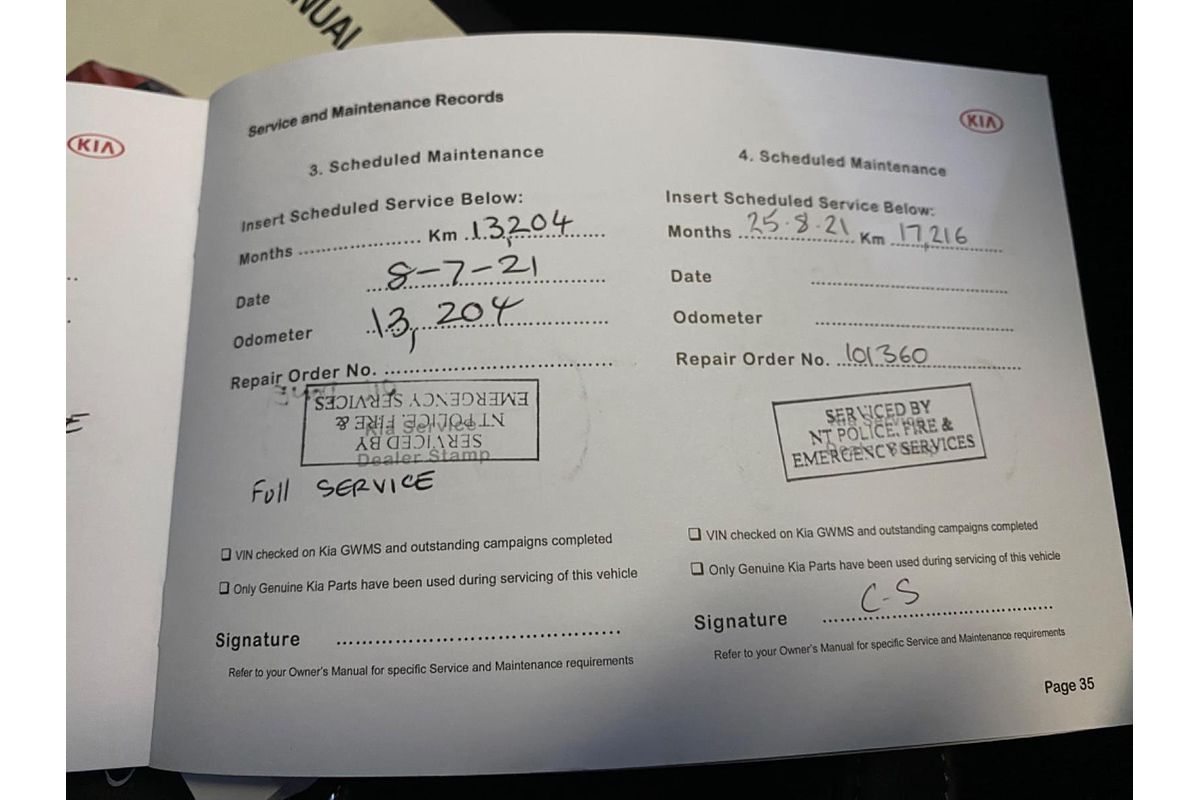 NUAL
KIA
E
Service and Maintenance Records
3. Scheduled Maintenance
Insert Scheduled Service Below:
Months .................... Km 13,204
Date 8-7-21
Odometer 13,204
Repair Order No. ....................
EMERGENCY SERVICES
NT POLICE. FIRE &
Kia Service
SERVICED BY
Dealer Stamp
Full SERVICE
❑ VIN checked on Kia GWMS and outstanding campaigns completed
❑ Only Genuine Kia Parts have been used during servicing of this vehicle
Signature ....................
Refer to your Owner's Manual for specific Service and Maintenance requirements
KIA
4. Scheduled Maintenance
Insert Scheduled Service Below:
Months 25.8.21 Km 17,216
Date ....................
Odometer ....................
Repair Order No. 101360
SERVICED BY
NT POLICE. FIRE &
EMERGENCY SERVICES
❑ VIN checked on Kia GWMS and outstanding campaigns completed
❑ Only Genuine Kia Parts have been used during servicing of this vehicle
Signature C-S
Refer to your Owner's Manual for specific Service and Maintenance requirements
Page 35